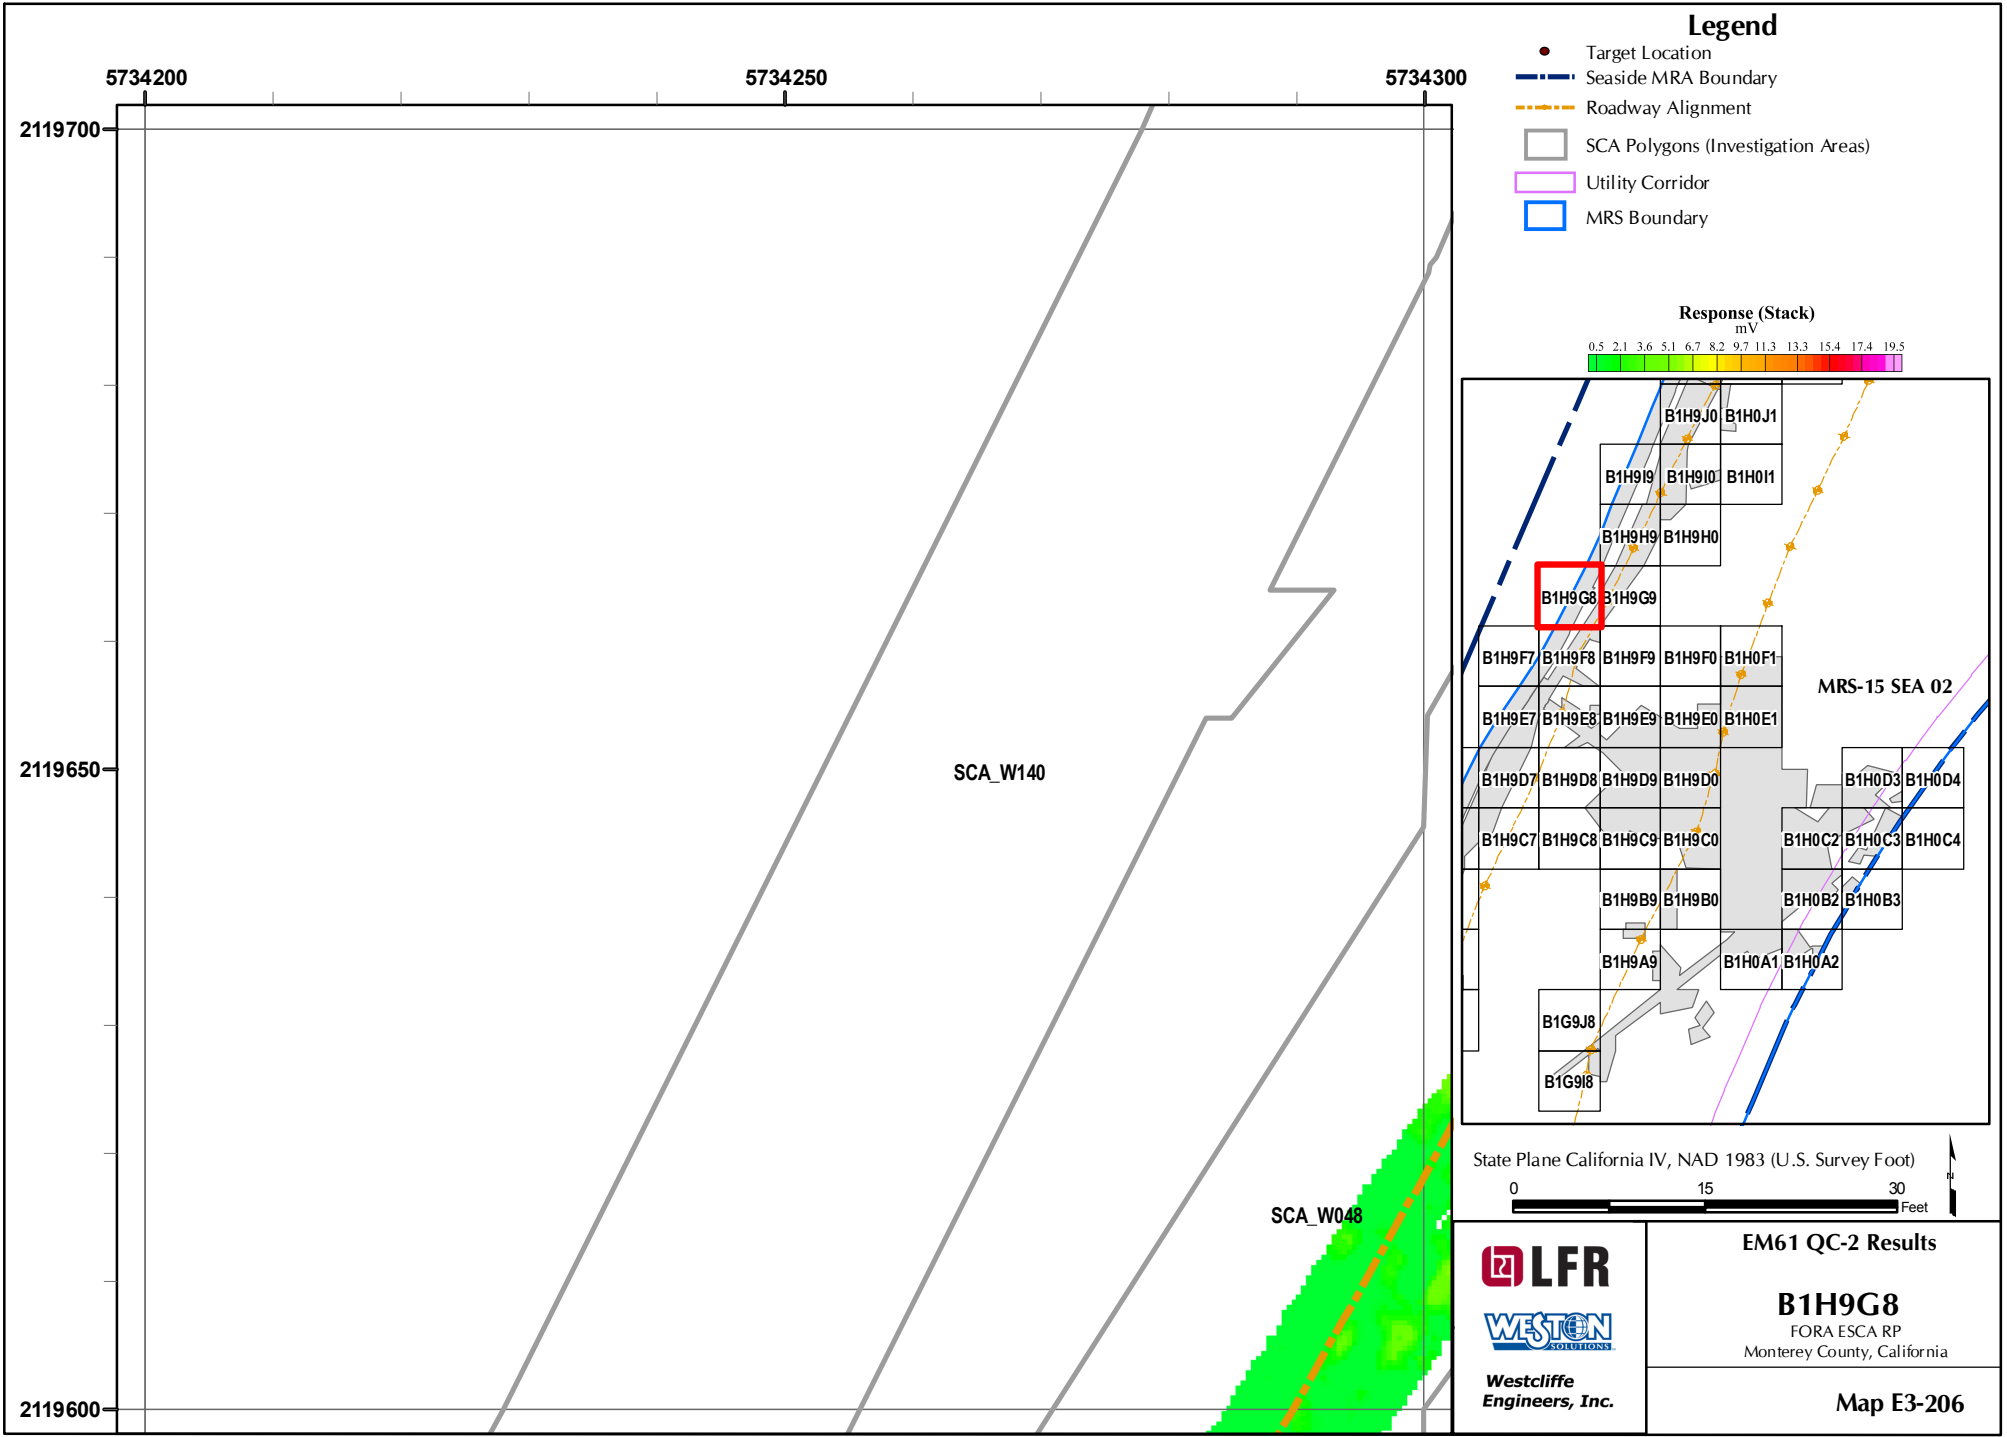 5734200
5734250
5734300
2119700
2119650
2119600
SCA_W140
SCA_W048
Legend
Target Location
Seaside MRA Boundary
Roadway Alignment
SCA Polygons (Investigation Areas)
Utility Corridor
MRS Boundary
Response (Stack)
mV
0.5 2.1 3.6 5.1 6.7 8.2 9.7 11.3 13.3 15.4 17.4 19.5
B1H9J0 B1H0J1
B1H9I9 B1H9I0 B1H0I1
B1H9H9 B1H9H0
B1H9G8 B1H9G9
B1H9F7 B1H9F8 B1H9F9 B1H9F0 B1H0F1
MRS-15 SEA 02
B1H9E7 B1H9E8 B1H9E9 B1H9E0 B1H0E1
B1H9D7 B1H9D8 B1H9D9 B1H9D0 B1H0D3 B1H0D4
B1H9C7 B1H9C8 B1H9C9 B1H9C0 B1H0C2 B1H0C3 B1H0C4
B1H9B9 B1H9B0 B1H0B2 B1H0B3
B1H9A9 B1H0A1 B1H0A2
B1G9J8
B1G9I8
State Plane California IV, NAD 1983 (U.S. Survey Foot)
0 15 30
Feet
N
LFR
WESTON
SOLUTIONS
Westcliffe
Engineers, Inc.
EM61 QC-2 Results
B1H9G8
FORA ESCA RP
Monterey County, California
Map E3-206